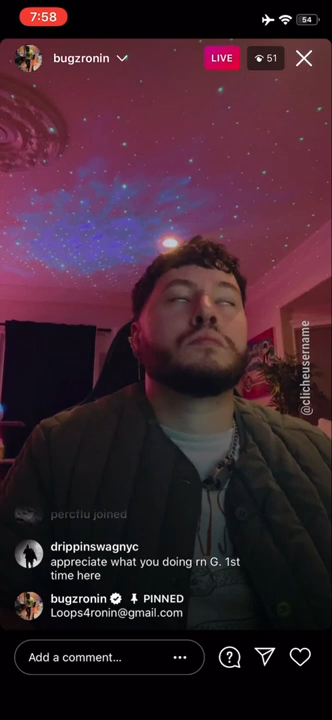 7:58
54
bugzronin
LIVE
51
@clicheusername
percflu joined
drippinswagnyc
appreciate what you doing rn G. 1st
time here
bugzronin PINNED
Loops4ronin@gmail.com
Add a comment...